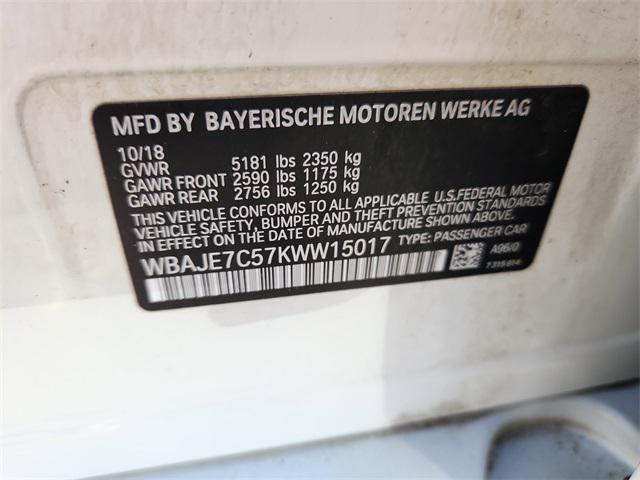 MFD BY BAYERISCHE MOTOREN WERKE AG
10/18
GVWR 5181 lbs 2350 kg
GAWR FRONT 2590 lbs 1175 kg
GAWR REAR 2756 lbs 1250 kg
THIS VEHICLE CONFORMS TO ALL APPLICABLE U.S.FEDERAL MOTOR
VEHICLE SAFETY, BUMPER, AND THEFT PREVENTION STANDARDS
IN EFFECT ON THE DATE OF MANUFACTURE SHOWN ABOVE.
WBAJE7C57KWW15017 TYPE: PASSENGER CAR
A96/0